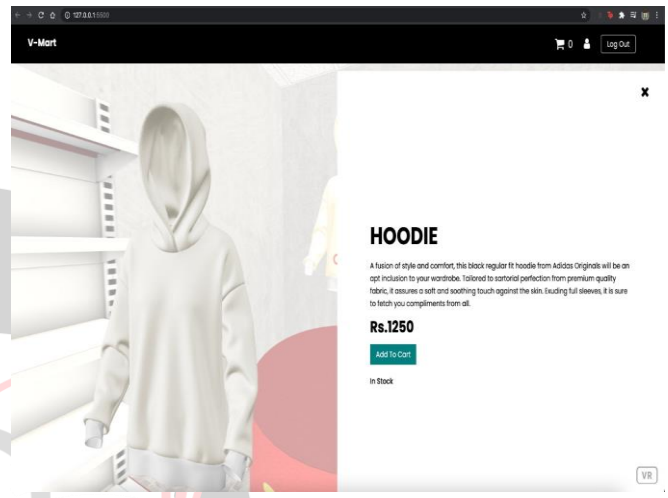 127.0.0.1:5500
V-Mart
0
Log Out
HOODIE
A fusion of style and comfort, this black regular fit hoodie from Adidas Originals will be an
apt inclusion to your wardrobe. Tailored to sartorial perfection from premium quality
fabric, it assures a soft and soothing touch against the skin. Exuding full sleeves, it is sure
to fetch you compliments from all.
Rs.1250
Add To Cart
In Stock
VR